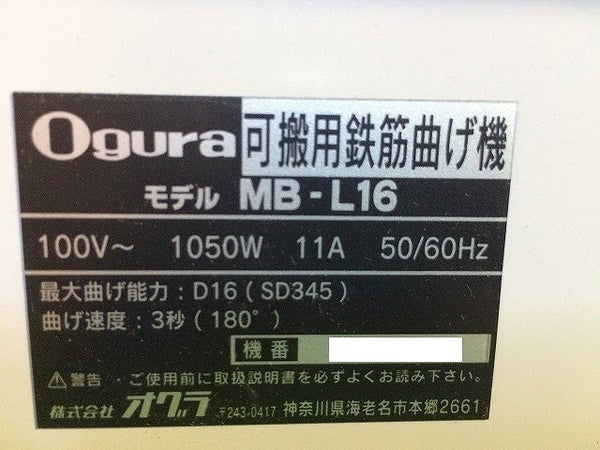 Ogura 可搬用鉄筋曲げ機
モデル MB-L16
100V～ 1050W 11A 50/60Hz
最大曲げ能力：D16（SD345）
曲げ速度：3秒（180°）
機番
⚠警告・ご使用前に取扱説明書を必ずよくお読み下さい。
株式会社オグラ 〒243-0417 神奈川県海老名市本郷2661